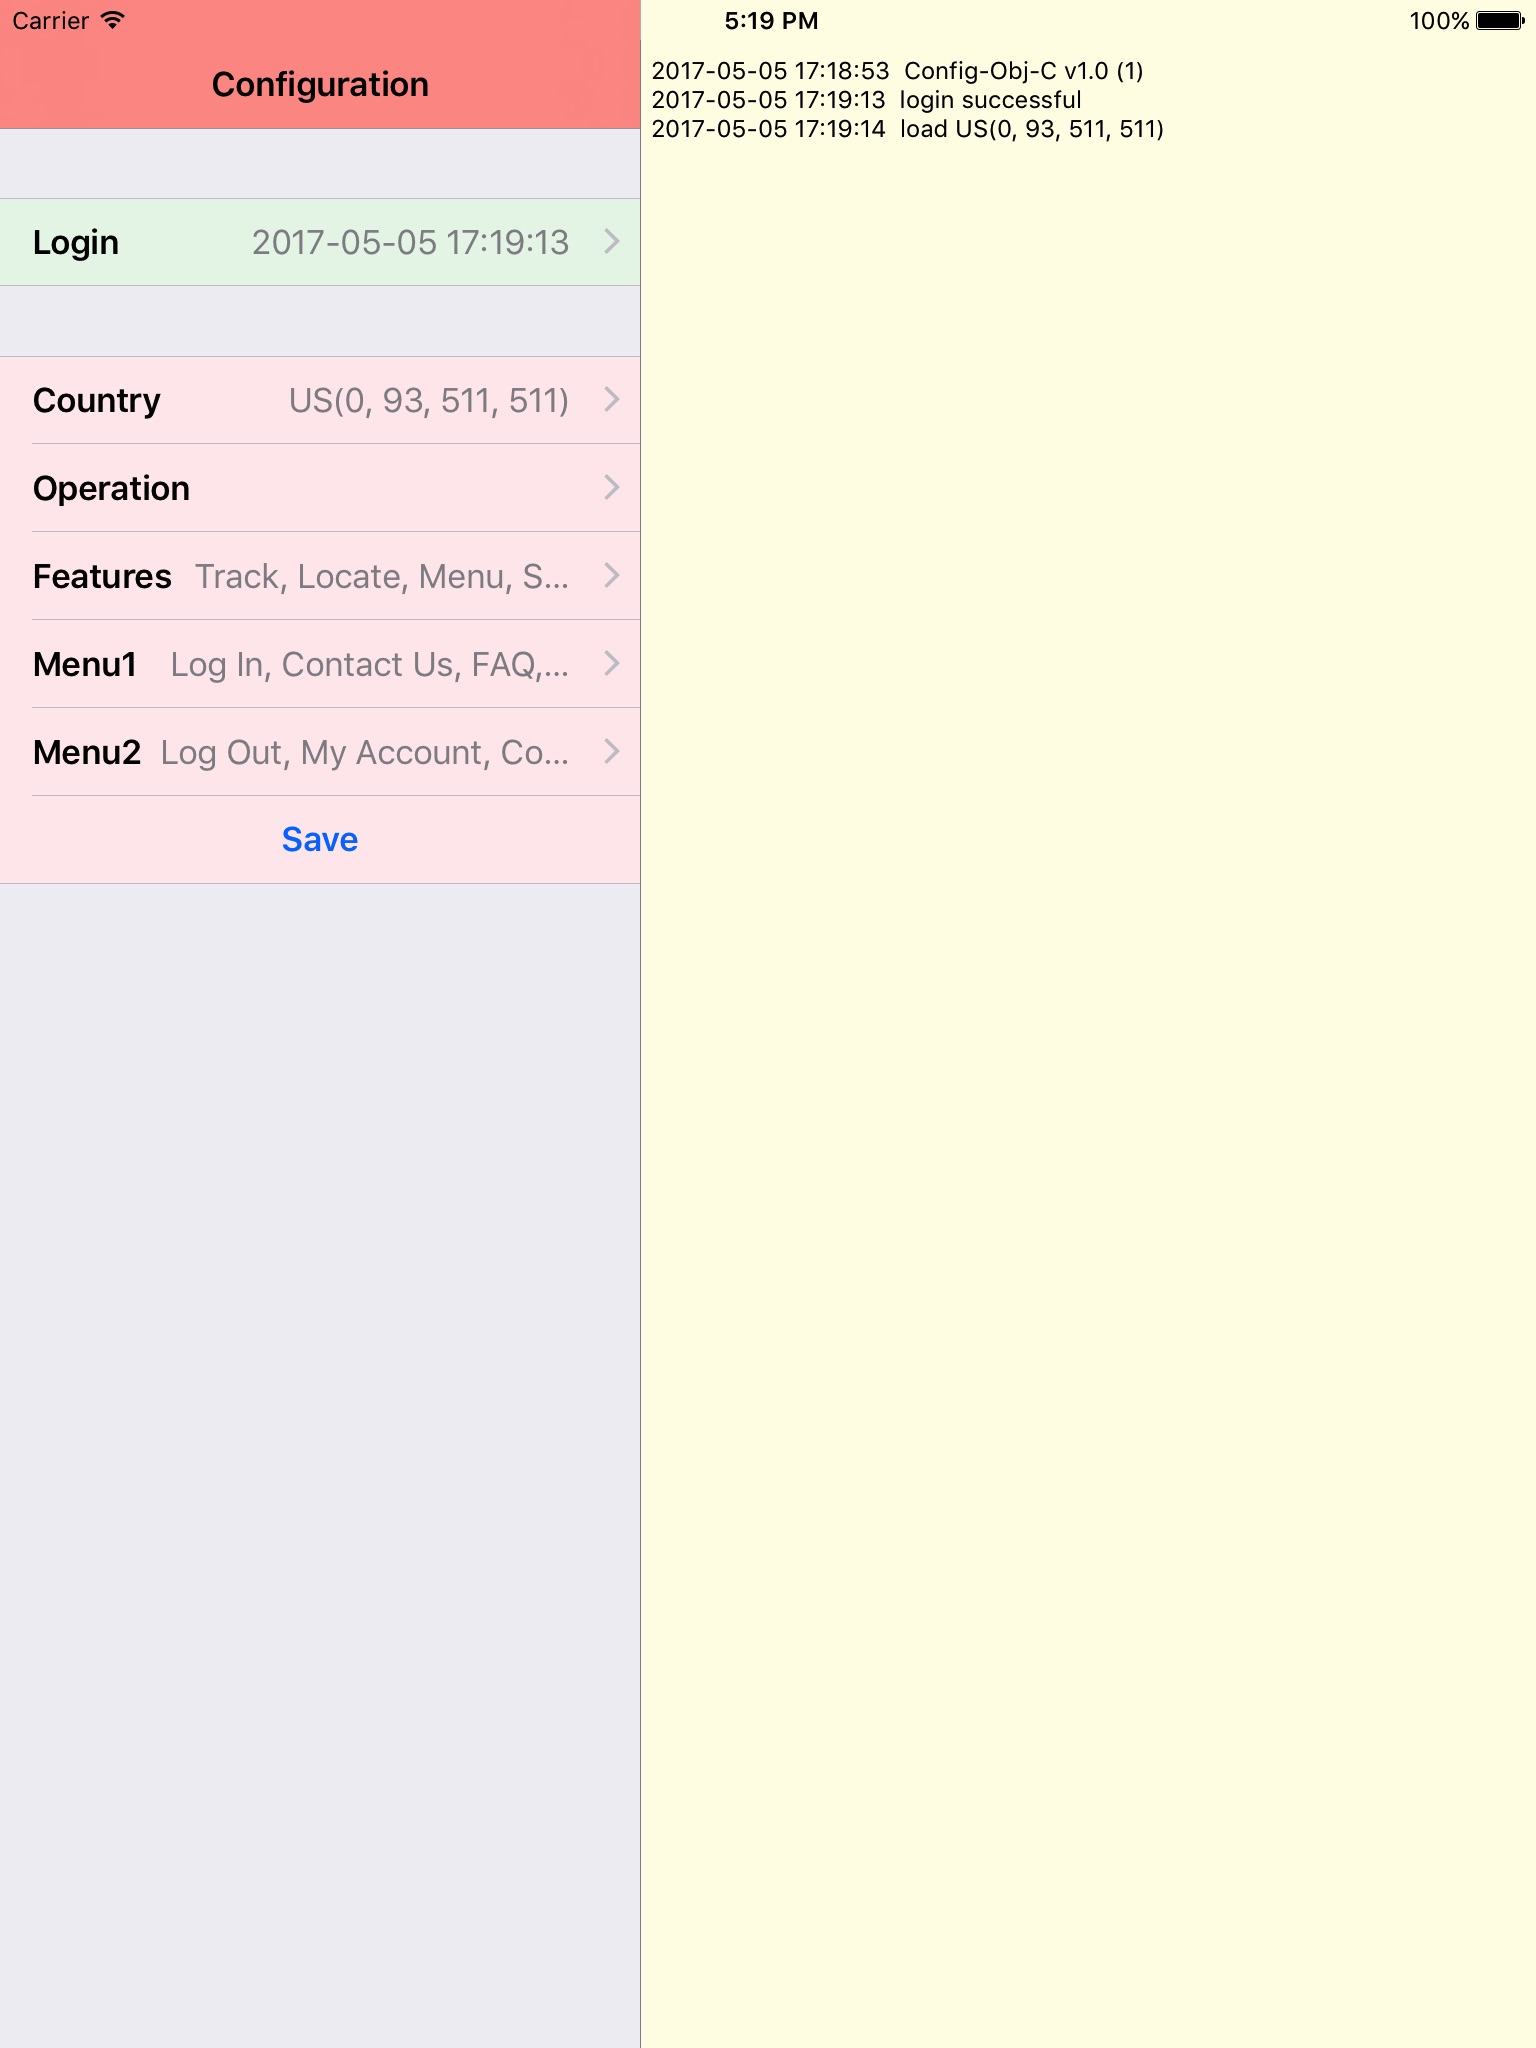 Carrier
5:19 PM
100%
Configuration
Login 2017-05-05 17:19:13
Country US(0, 93, 511, 511)
Operation
Features Track, Locate, Menu, S...
Menu1 Log In, Contact Us, FAQ,...
Menu2 Log Out, My Account, Co...
Save
2017-05-05 17:18:53 Config-Obj-C v1.0 (1)
2017-05-05 17:19:13 login successful
2017-05-05 17:19:14 load US(0, 93, 511, 511)